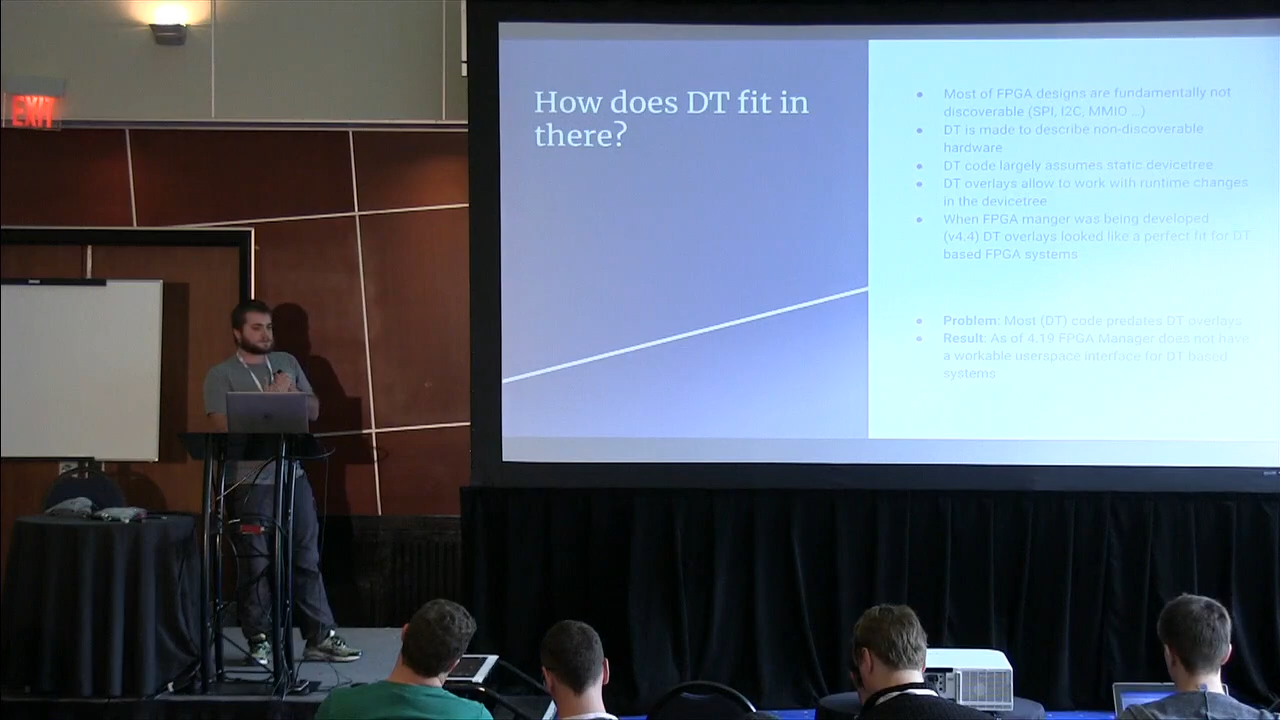 EXIT
How does DT fit in
there?
● Most of FPGA designs are fundamentally not
discoverable (SPI, I2C, MMIO ...)
● DT is made to describe non-discoverable
hardware
● DT code largely assumes static devicetree
● DT overlays allow to work with runtime changes
in the devicetree
● When FPGA manger was being developed
(v4.4) DT overlays looked like a perfect fit for DT
based FPGA systems
● Problem: Most (DT) code predates DT overlays
● Result: As of 4.19 FPGA Manager does not have
a workable userspace interface for DT based
systems